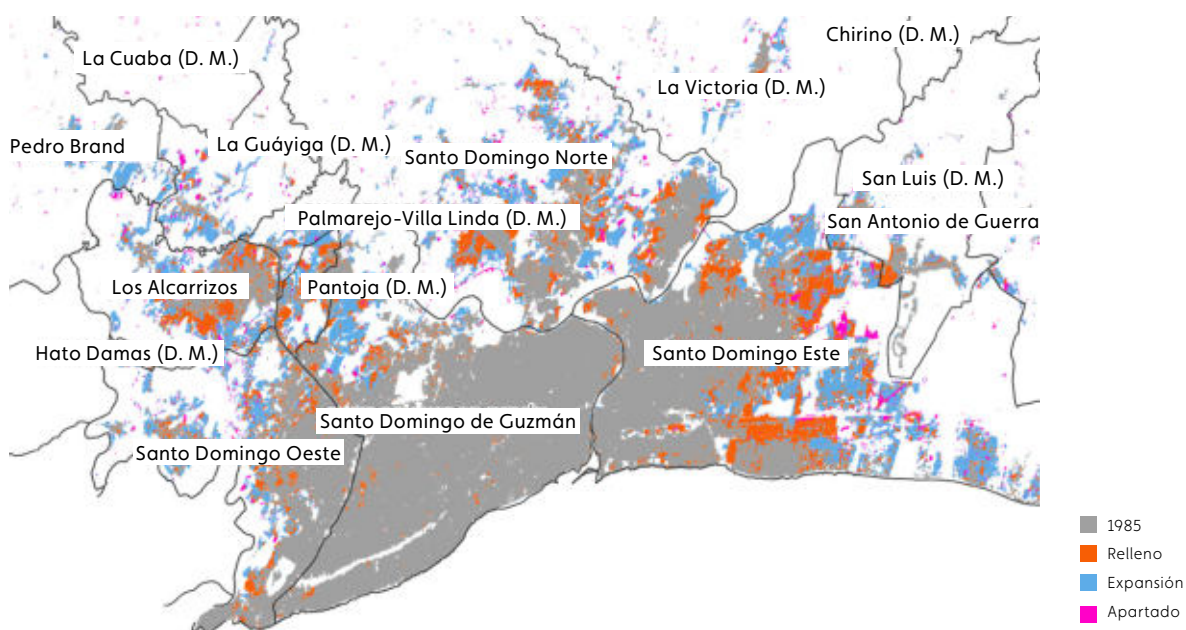 Chirino (D. M.)
La Cuaba (D. M.)
La Victoria (D. M.)
Pedro Brand
La Guáyiga (D. M.)
Santo Domingo Norte
San Luis (D. M.)
Palmarejo-Villa Linda (D. M.)
San Antonio de Guerra
Los Alcarrizos
Pantoja (D. M.)
Hato Damas (D. M.)
Santo Domingo Este
Santo Domingo de Guzmán
Santo Domingo Oeste
1985
Relleno
Expansión
Apartado